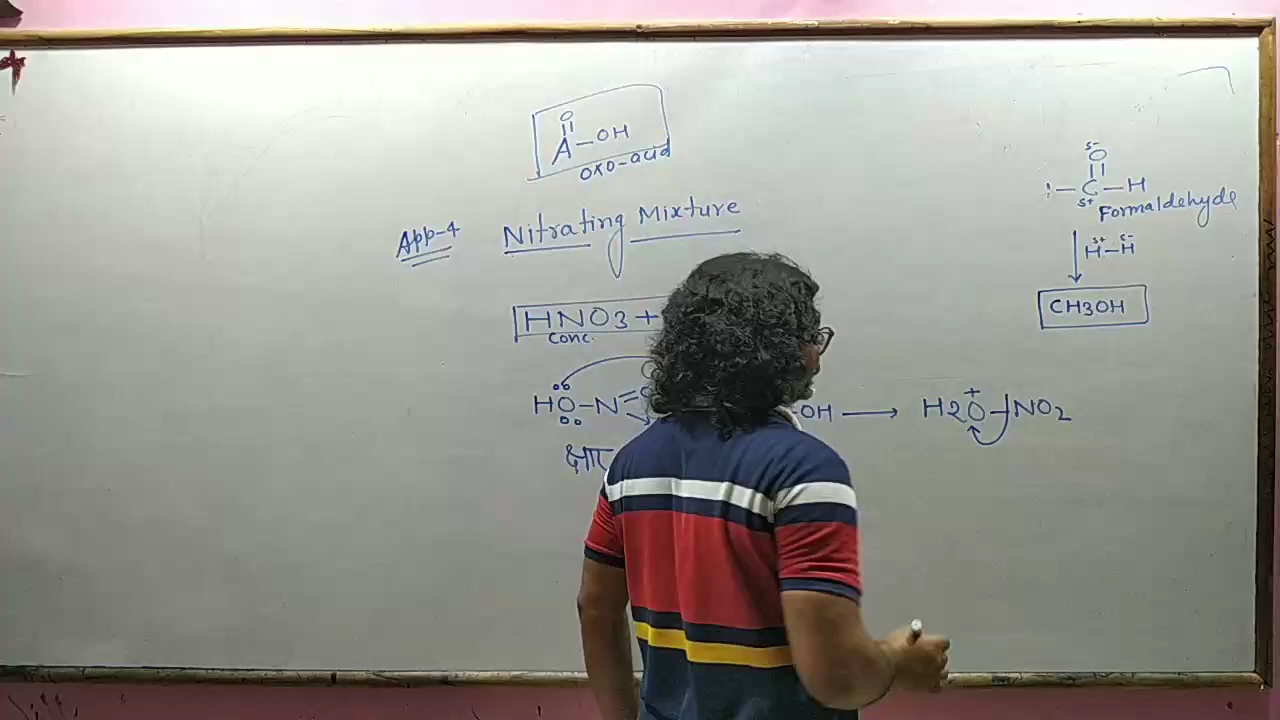 O
||
A-OH
oxo-acid
App-4 Nitrating Mixture
HNO3 +
Conc.
HO-N=O
OH → H2O+-NO2
δ-
O
||
C-H
δ+
Formaldehyde
δ+ δ-
H-H
CH3OH